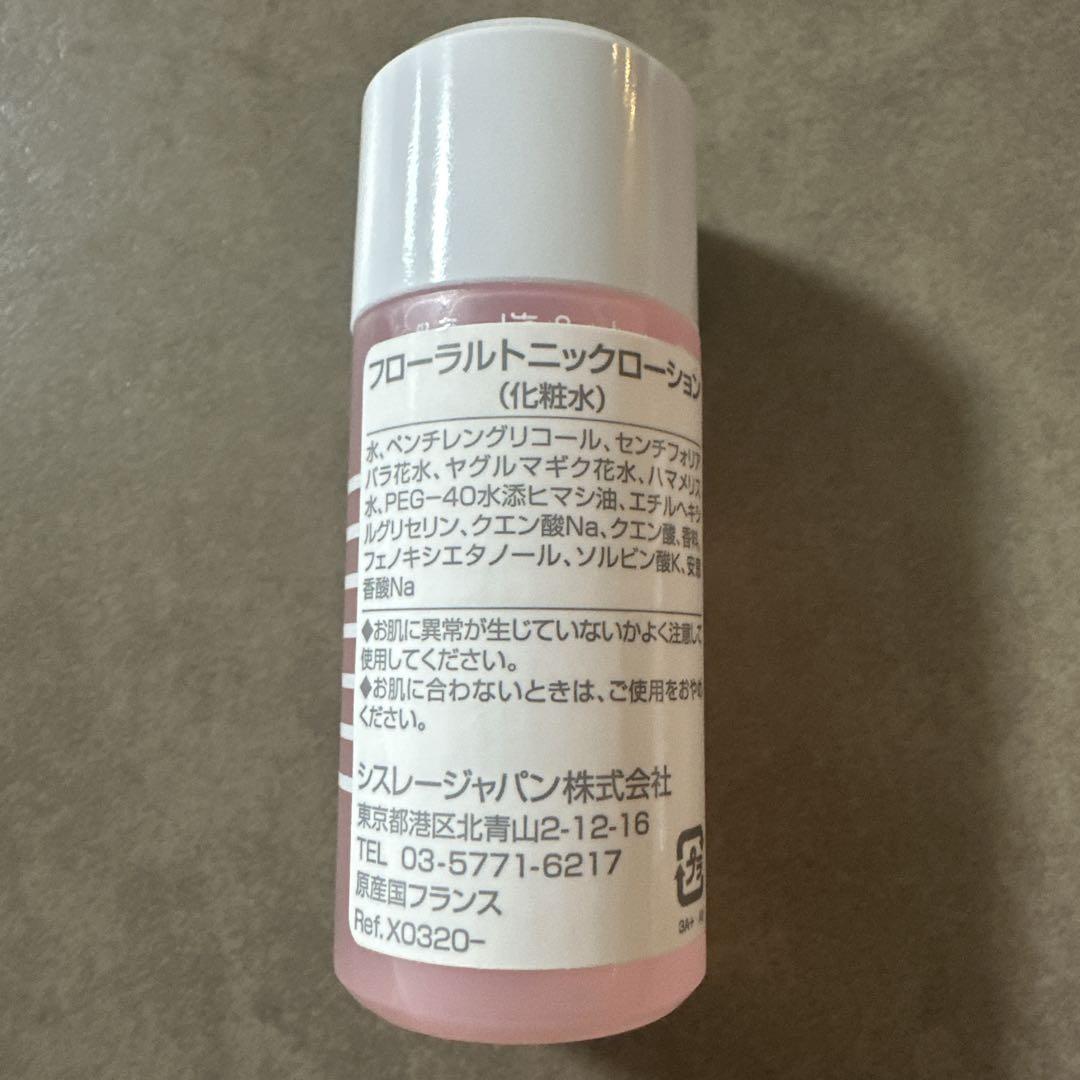 フローラルトニックローション
(化粧水)
水、ペンチレングリコール、センチフォリア
バラ花水、ヤグルマギク花水、ハマメリス
水、PEG-40水添ヒマシ油、エチルヘキシ
ルグリセリン、クエン酸Na、クエン酸、香料、
フェノキシエタノール、ソルビン酸K、安息
香酸Na
◆お肌に異常が生じていないかよく注意して
使用してください。
◆お肌に合わないときは、ご使用をおやめ
ください。
シスレージャパン株式会社
東京都港区北青山2-12-16
TEL 03-5771-6217
原産国フランス
Ref.X0320-
プラ
3A+